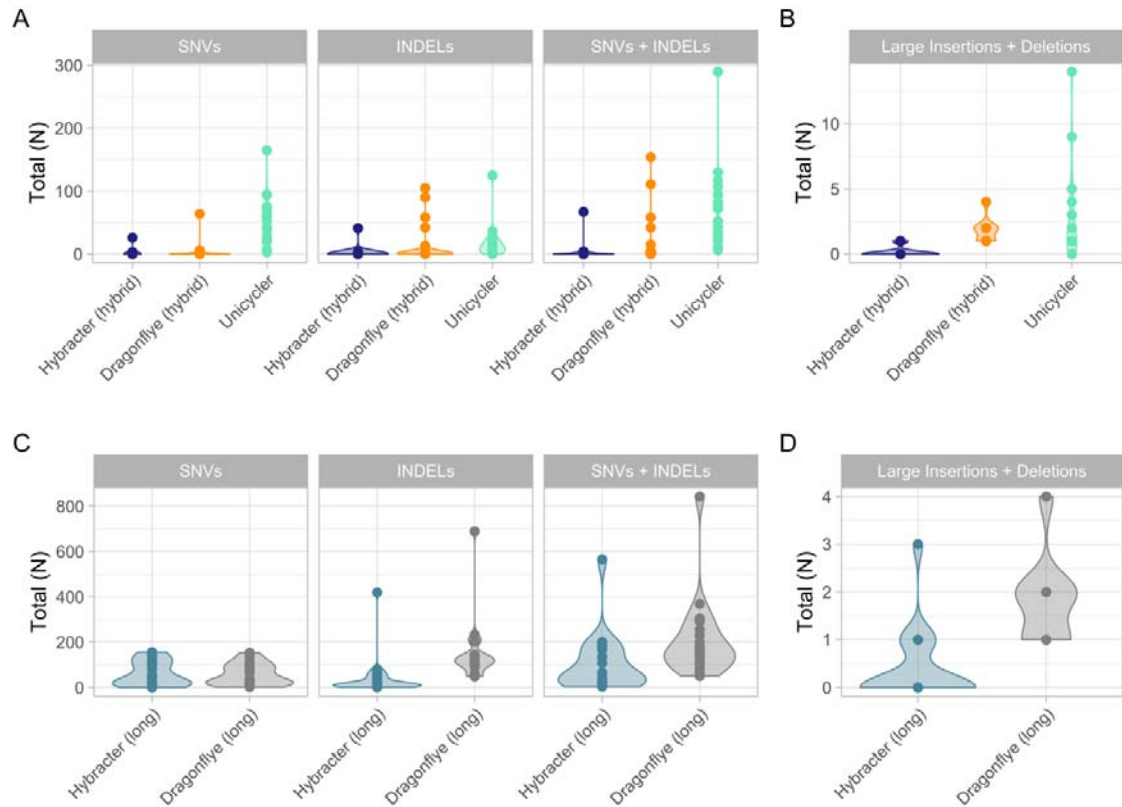 A
B
SNVs
INDELs
SNVs + INDELs
Large Insertions + Deletions
Total (N)
300
200
100
0
Total (N)
10
5
0
Hybracter (hybrid)
Dragonflye (hybrid)
Unicycler
Hybracter (hybrid)
Dragonflye (hybrid)
Unicycler
Hybracter (hybrid)
Dragonflye (hybrid)
Unicycler
Hybracter (hybrid)
Dragonflye (hybrid)
Unicycler
C
D
SNVs
INDELs
SNVs + INDELs
Large Insertions + Deletions
Total (N)
800
600
400
200
0
Total (N)
4
3
2
1
0
Hybracter (long)
Dragonflye (long)
Hybracter (long)
Dragonflye (long)
Hybracter (long)
Dragonflye (long)
Hybracter (long)
Dragonflye (long)